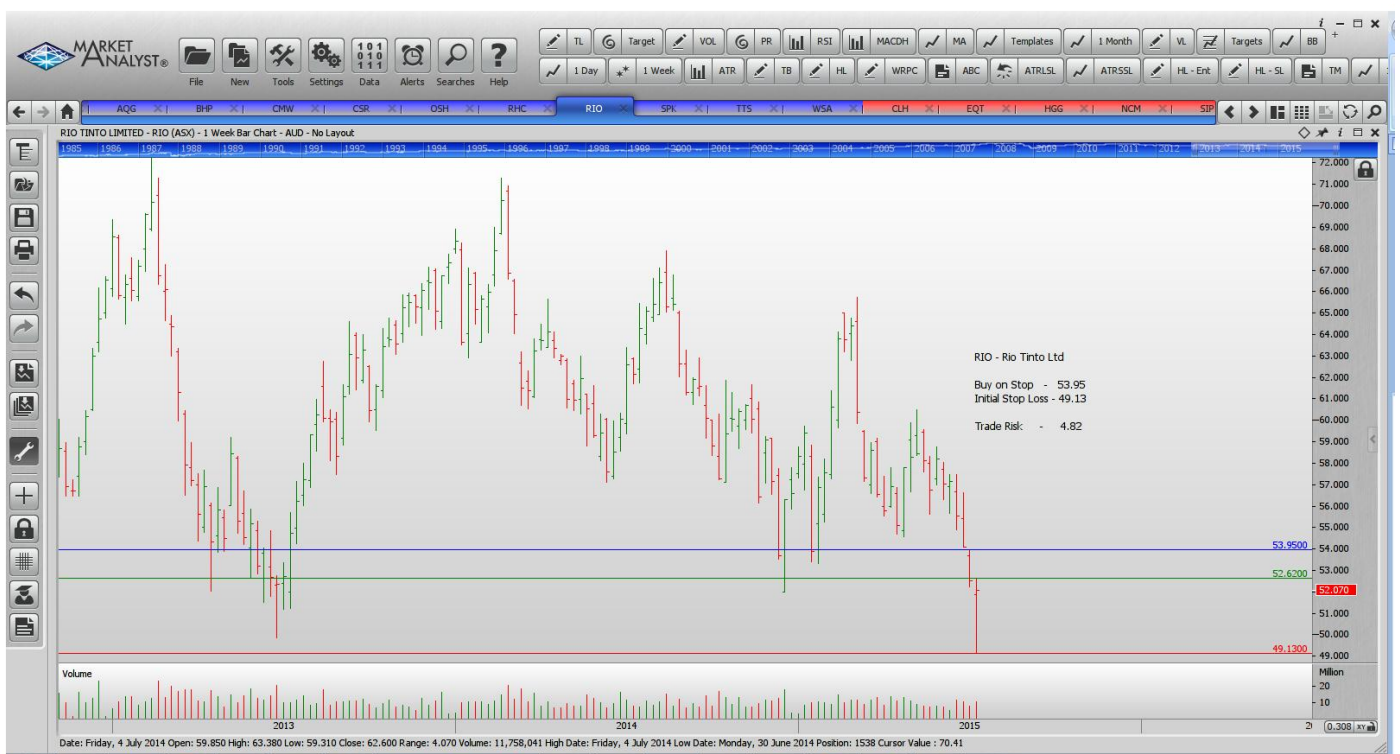 i
MARKET ANALYST®
File New Tools Settings Data Alerts Searches Help
TL Target VOL PR RSI MACDH MA Templates 1 Month VL Targets BB
1 Day 1 Week ATR TB HL WRPC ABC ATRLSL ATRSSL HL - Ent HL - SL TM
AQG BHP CMW CSR OSH RHC RIO SPK TTS WSA CLH EQT HGG NCM SIP
RIO TINTO LIMITED - RIO (ASX) - 1 Week Bar Chart - AUD - No Layout
1985 1986 1987 1988 1989 1990 1991 1992 1993 1994 1995 1996 1997 1998 1999 2000 2001 2002 2003 2004 2005 2006 2007 2008 2009 2010 2011 2012 2013 2014 2015
72.000
71.000
70.000
69.000
68.000
67.000
66.000
65.000
64.000
63.000
62.000
61.000
60.000
59.000
58.000
57.000
56.000
55.000
54.000
53.000
52.070
51.000
50.000
49.000
RIO - Rio Tinto Ltd
Buy on Stop - 53.95
Initial Stop Loss - 49.13
Trade Risk - 4.82
53.9500
52.6200
49.1300
Volume
Million
20
10
2013 2014 2015
0.308 XY
Date: Friday, 4 July 2014 Open: 59.850 High: 63.380 Low: 59.310 Close: 62.600 Range: 4.070 Volume: 11,758,041 High Date: Friday, 4 July 2014 Low Date: Monday, 30 June 2014 Position: 1538 Cursor Value : 70.41